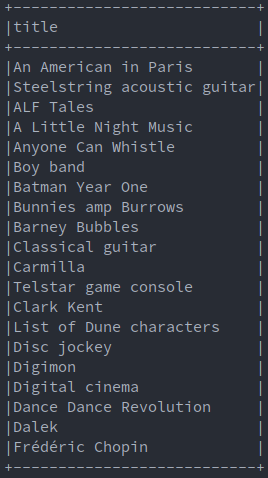 +---------------------------+
|title                      |
+---------------------------+
|An American in Paris       |
|Steelstring acoustic guitar|
|ALF Tales                  |
|A Little Night Music       |
|Anyone Can Whistle         |
|Boy band                   |
|Batman Year One            |
|Bunnies amp Burrows        |
|Barney Bubbles             |
|Classical guitar           |
|Carmilla                   |
|Telstar game console       |
|Clark Kent                 |
|List of Dune characters    |
|Disc jockey                |
|Digimon                    |
|Digital cinema             |
|Dance Dance Revolution     |
|Dalek                      |
|Frédéric Chopin            |
+---------------------------+